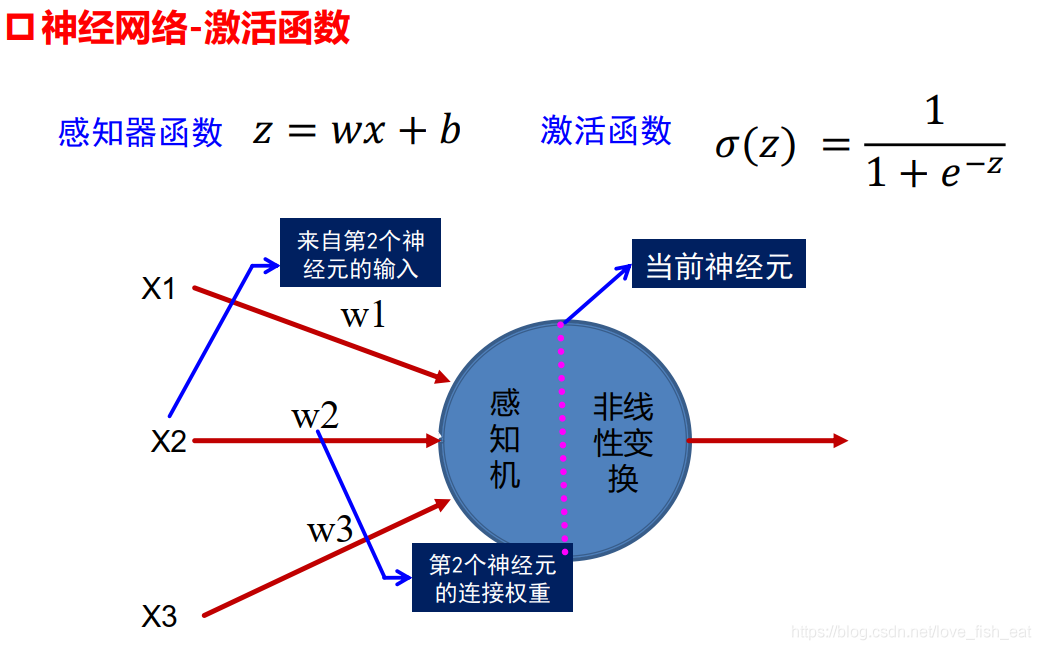 神经网络-激活函数
感知器函数 z = wx + b 激活函数 σ(z) = 1 / (1 + e^{-z})
来自第2个神
经元的输入
当前神经元
X1
w1
感
知
机
非线
性变
换
X2
w2
w3
第2个神经元
的连接权重
X3
https://blog.csdn.net/love_fish_eat